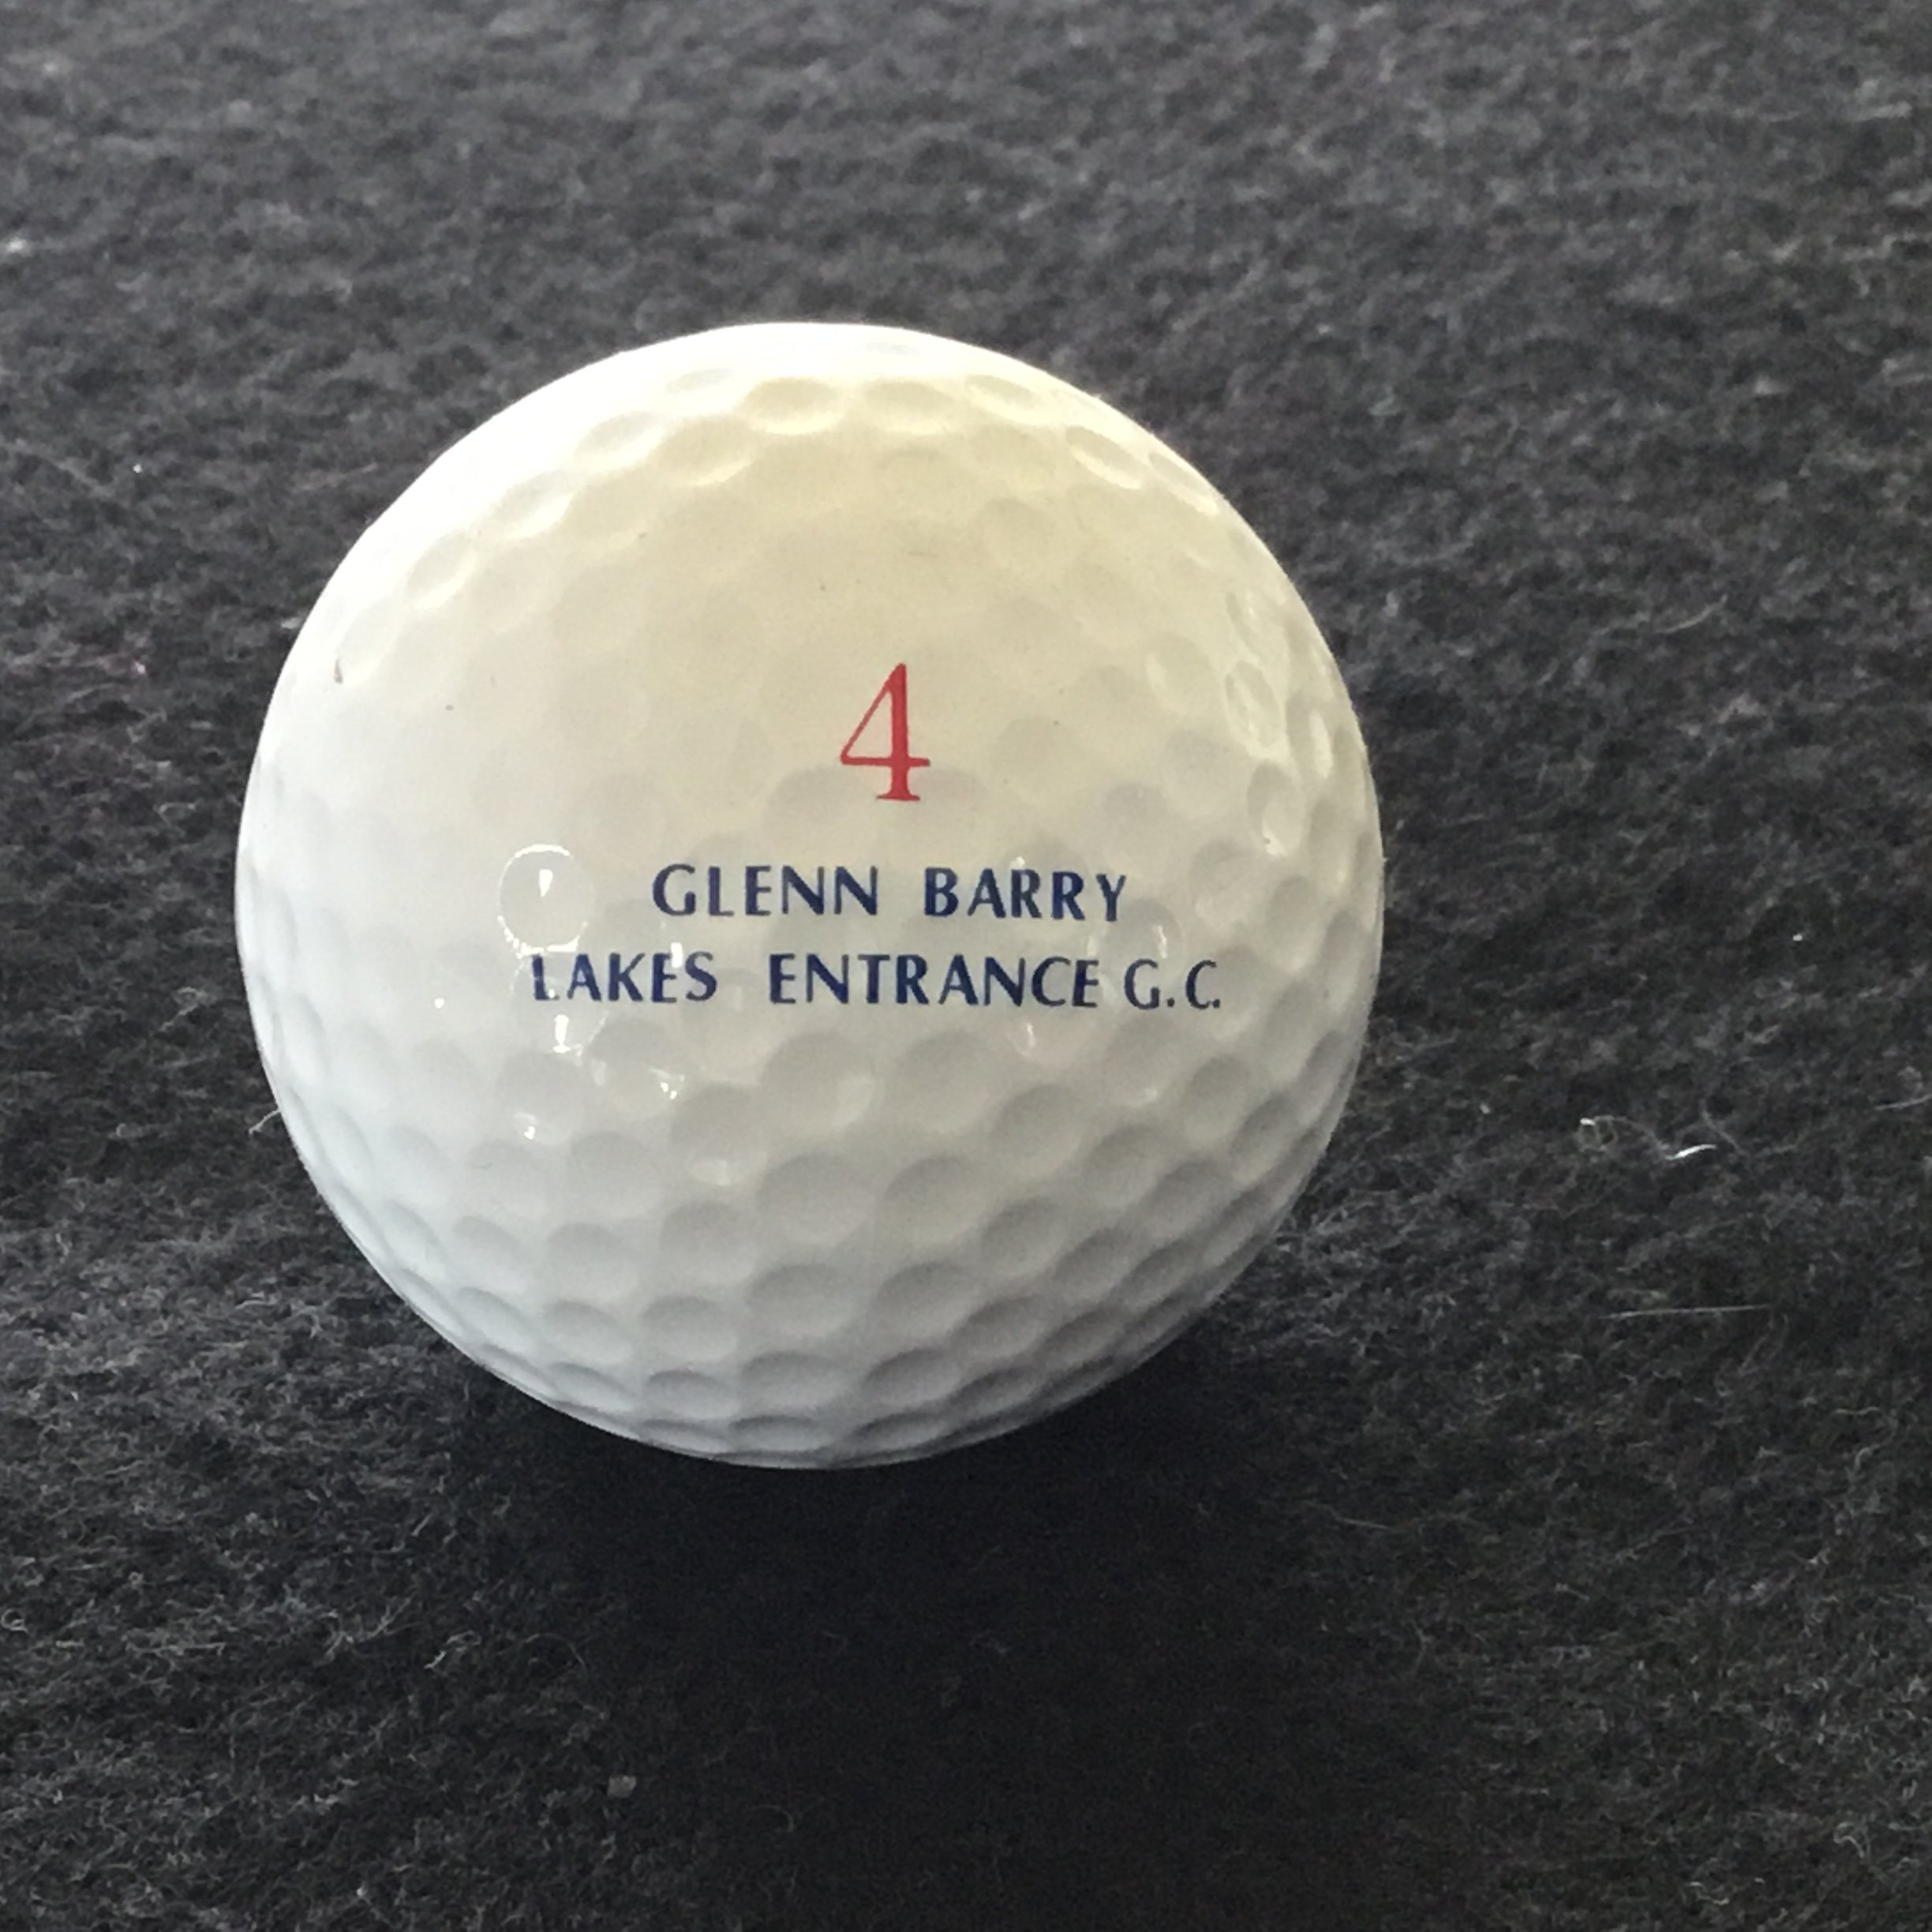 4
GLENN BARRY
LAKES ENTRANCE G.C.